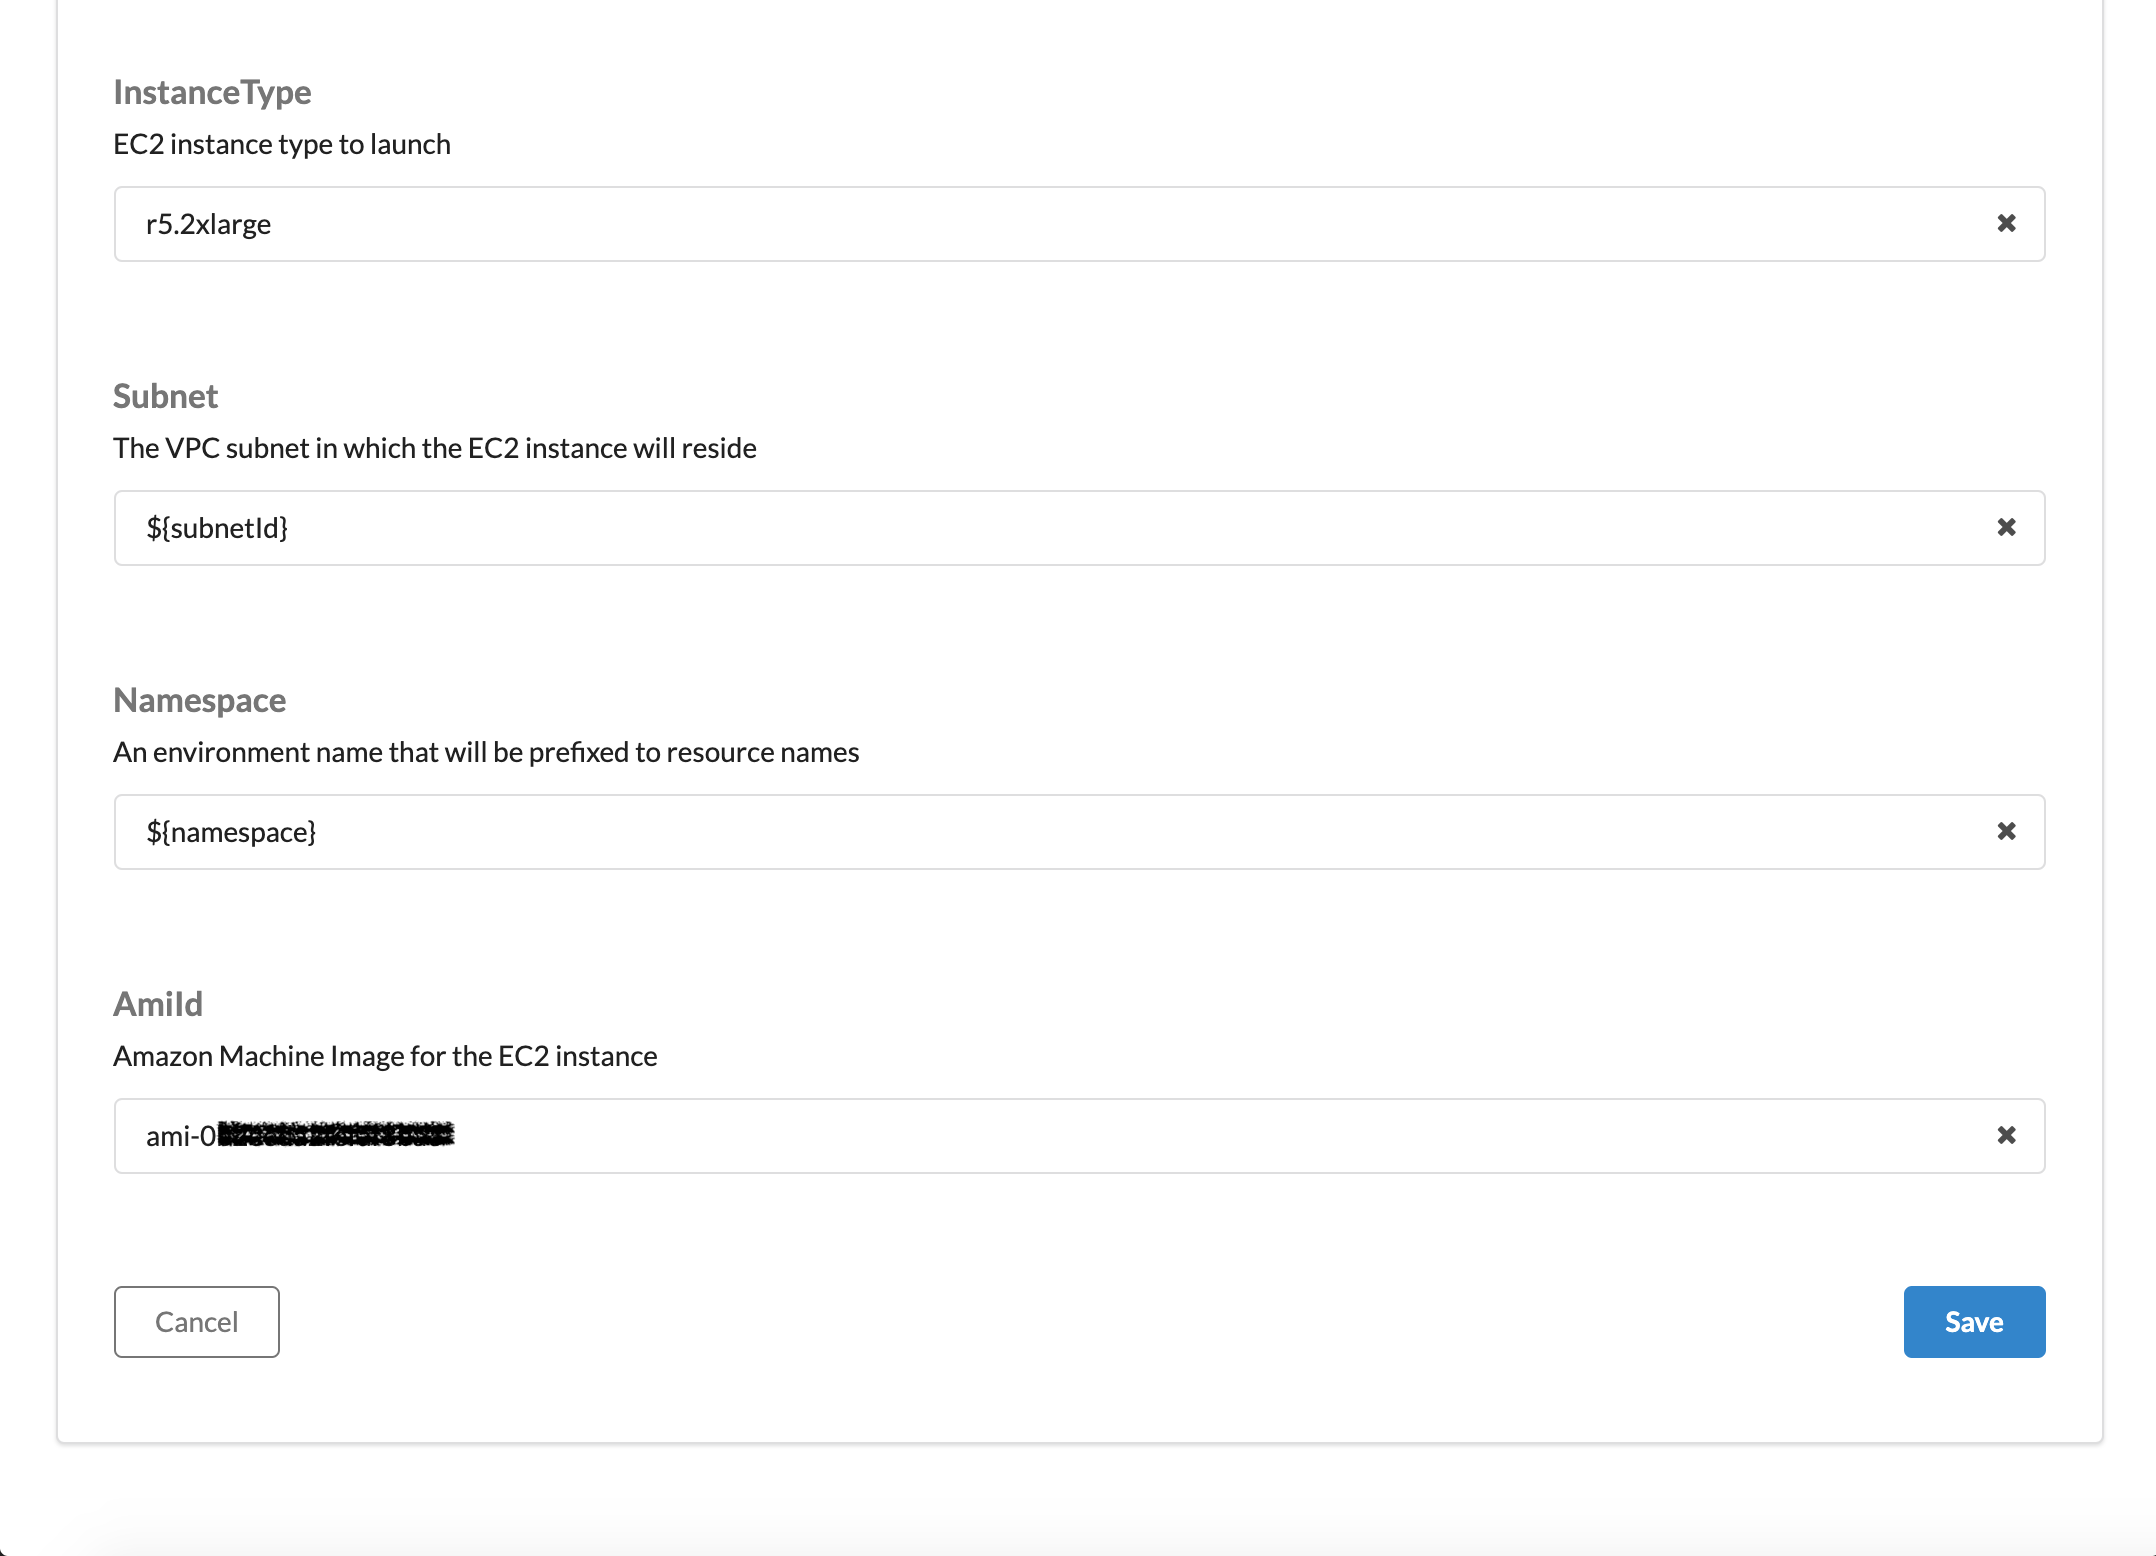 InstanceType
EC2 instance type to launch
r5.2xlarge
Subnet
The VPC subnet in which the EC2 instance will reside
${subnetId}
Namespace
An environment name that will be prefixed to resource names
${namespace}
AmiId
Amazon Machine Image for the EC2 instance
ami-0
Cancel
Save